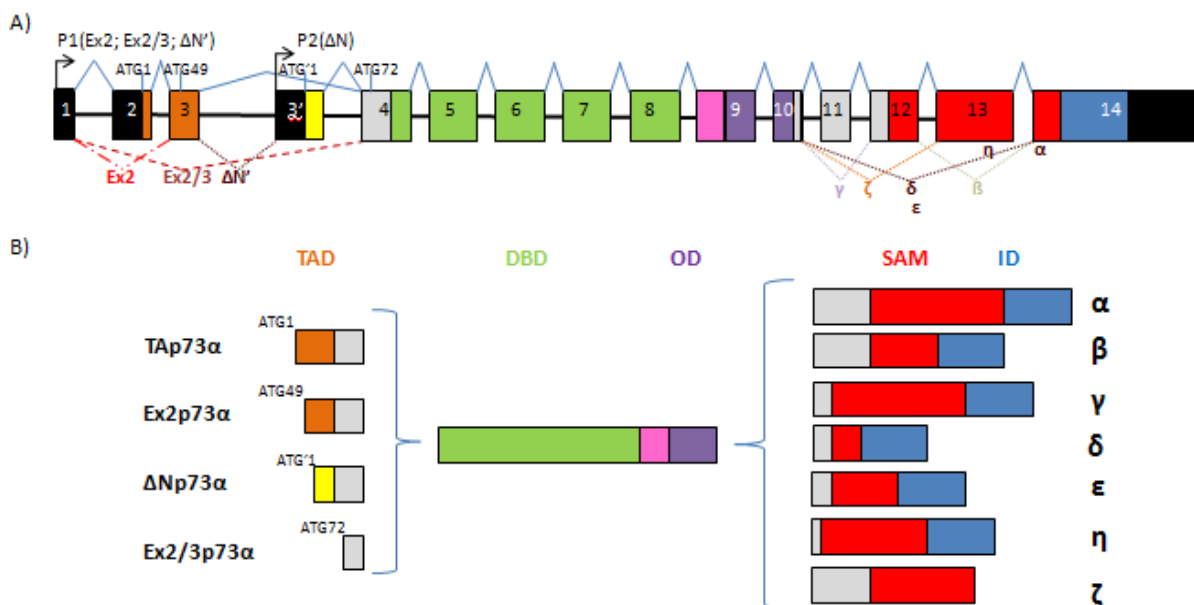 A)
P1(Ex2; Ex2/3; ΔN') P2(ΔN)
ATG1 ATG49 ATG'1 ATG72
1 2 3 3' 4 5 6 7 8 9 10 11 12 13 14
η α
Ex2 Ex2/3 ΔN' γ ζ δ ß
ε
B)
TAD DBD OD SAM ID
α
ATG1
TAp73α
β
ATG49
Ex2p73α
γ
ATG'1
δ
ΔNp73α
ε
ATG72
Ex2/3p73α
η
ζ